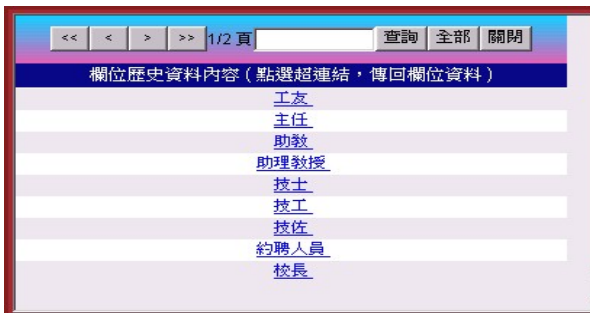 << < > >> 1/2 頁 查詢 全部 關閉
欄位歷史資料內容(點選超連結,傳回欄位資料)
工友
主任
助教
助理教授
技士
技工
技佐
約聘人員
校長